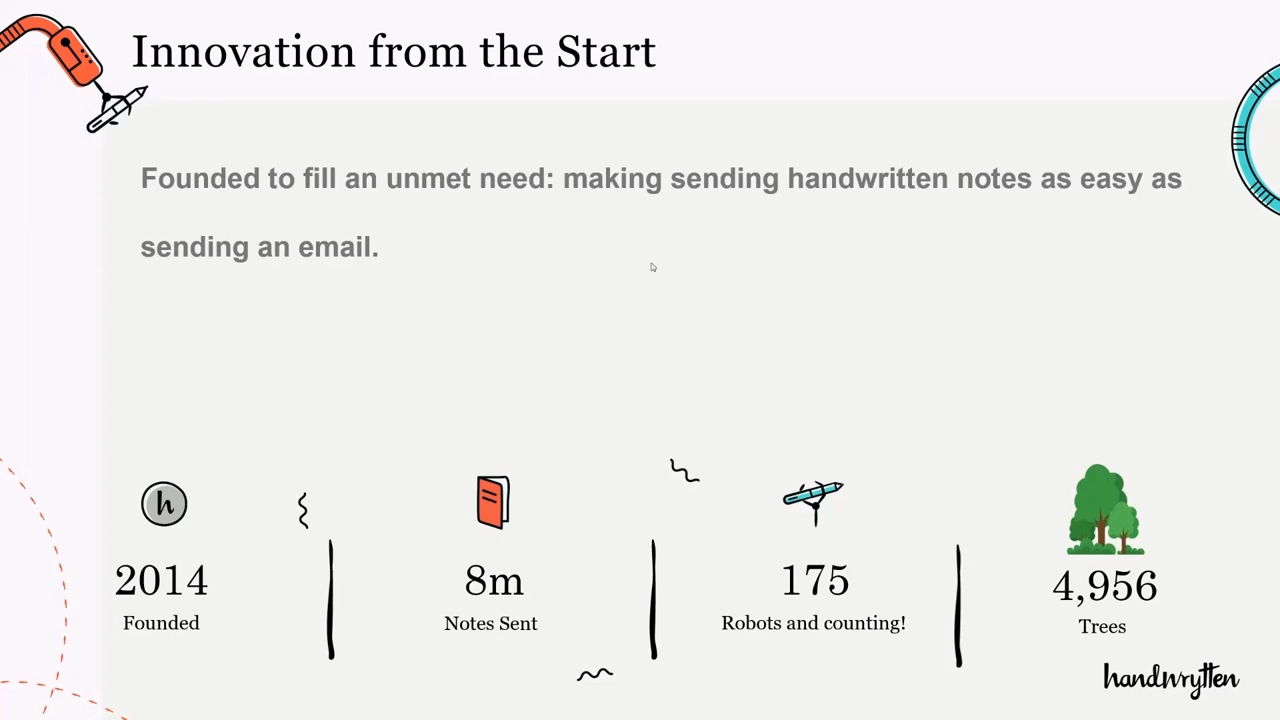 Innovation from the Start
Founded to fill an unmet need: making sending handwritten notes as easy as
sending an email.
h
2014
Founded
8m
Notes Sent
175
Robots and counting!
4,956
Trees
handwrytten